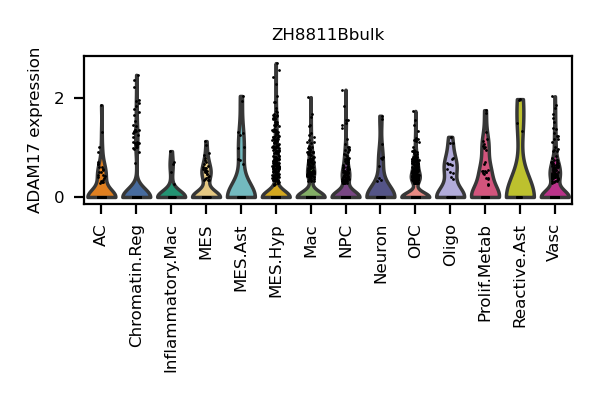 ZH8811Bbulk
ADAM17 expression
2
0
AC
Chromatin.Reg
Inflammatory.Mac
MES
MES.Ast
MES.Hyp
Mac
NPC
Neuron
OPC
Oligo
Prolif.Metab
Reactive.Ast
Vasc